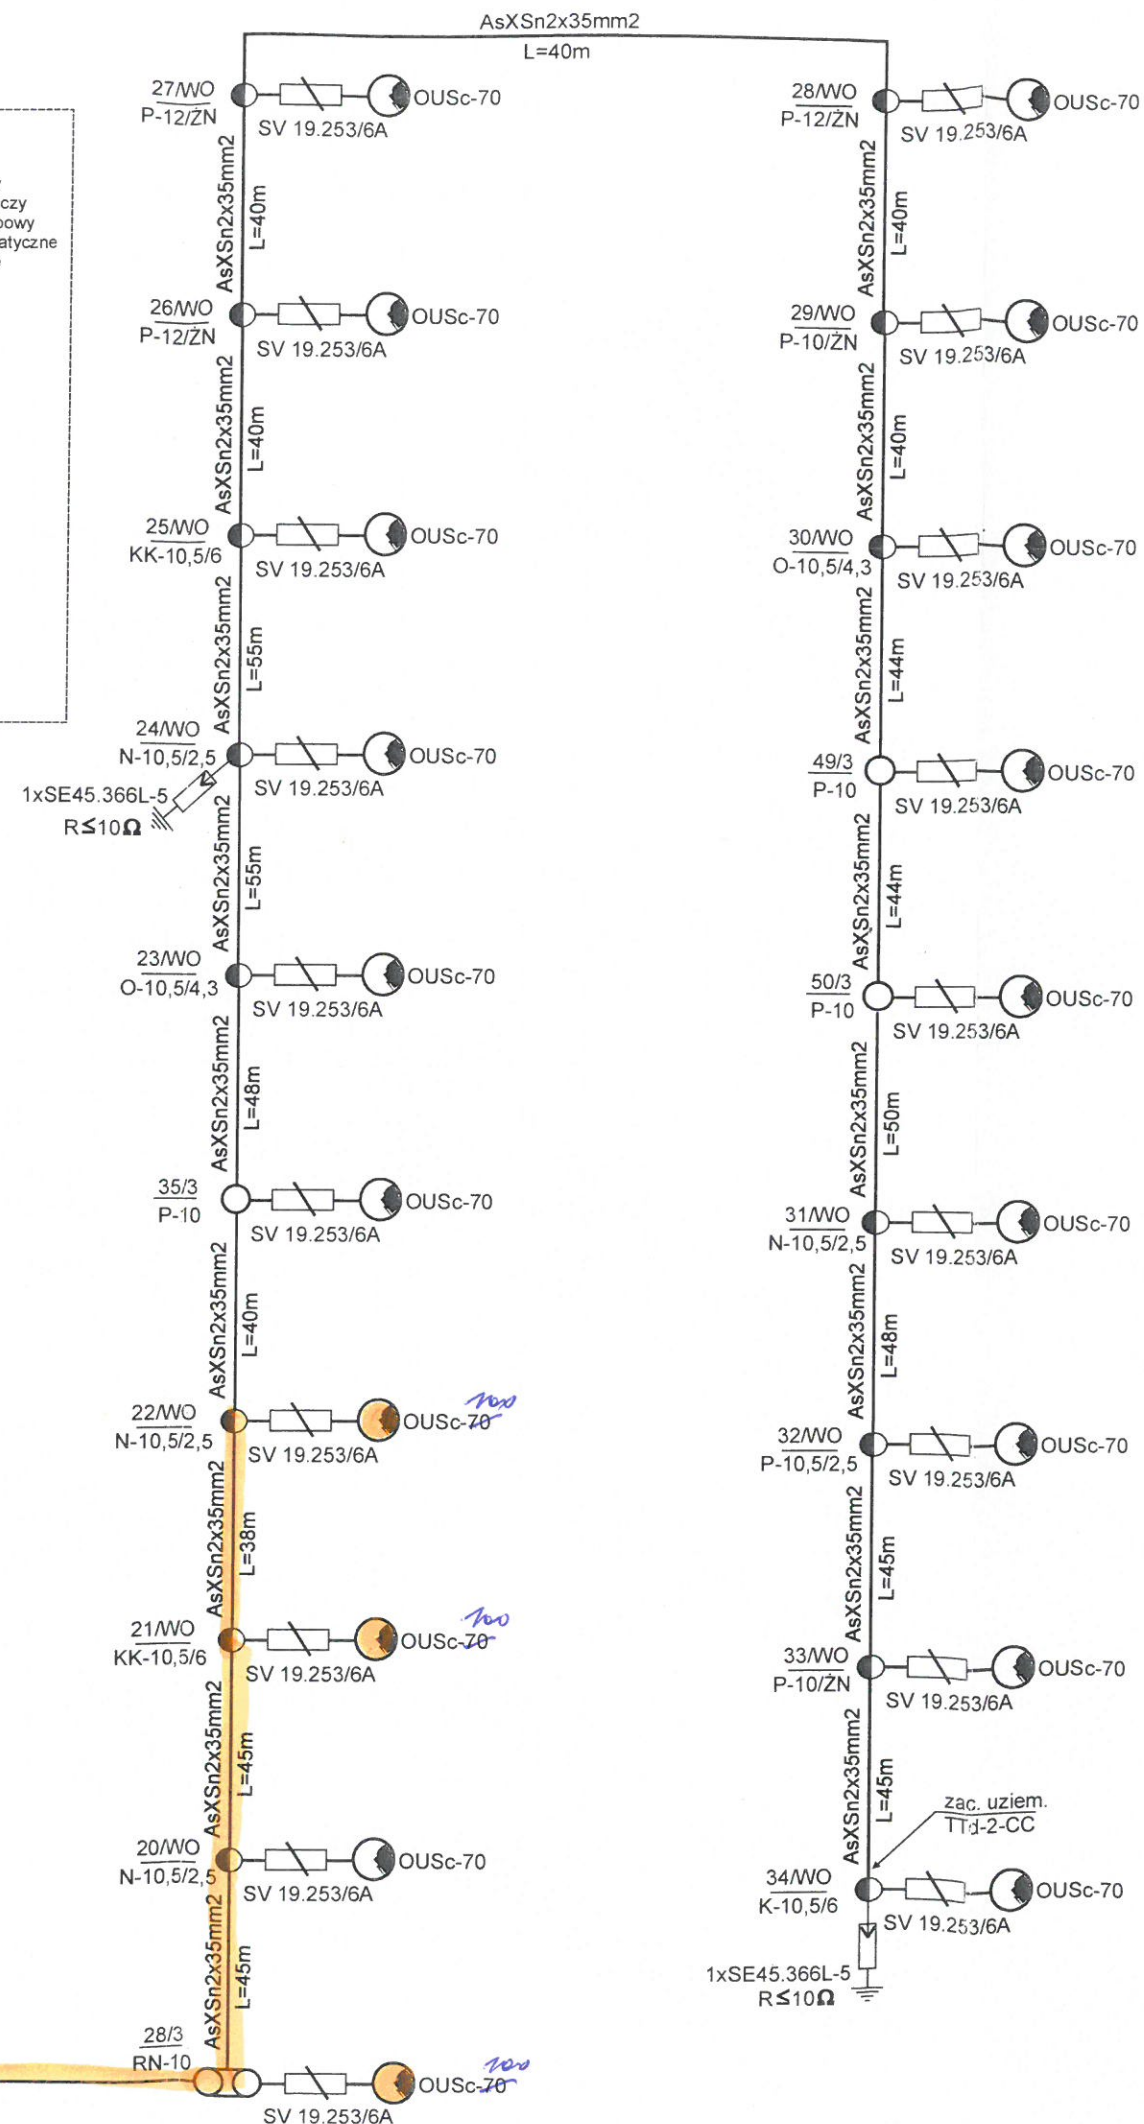 AsXSn2x35mm2
L=40m
czy
powy
atyczne
27/WO
P-12/ŻN
SV 19.253/6A
OUSc-70
AsXSn2x35mm2
L=40m
26/WO
P-12/ŻN
SV 19.253/6A
OUSc-70
AsXSn2x35mm2
L=40m
25/WO
KK-10,5/6
SV 19.253/6A
OUSc-70
AsXSn2x35mm2
L=55m
24/WO
N-10,5/2,5
SV 19.253/6A
OUSc-70
1xSE45.366L-5
R≤10Ω
AsXSn2x35mm2
L=55m
23/WO
O-10,5/4,3
SV 19.253/6A
OUSc-70
AsXSn2x35mm2
L=48m
35/3
P-10
SV 19.253/6A
OUSc-70
AsXSn2x35mm2
L=40m
22/WO
N-10,5/2,5
SV 19.253/6A
OUSc-70
100
AsXSn2x35mm2
L=38m
21/WO
KK-10,5/6
SV 19.253/6A
OUSc-70
100
AsXSn2x35mm2
L=45m
20/WO
N-10,5/2,5
SV 19.253/6A
OUSc-70
AsXSn2x35mm2
L=45m
28/3
RN-10
SV 19.253/6A
OUSc-70
100
28/WO
P-12/ŻN
SV 19.253/6A
OUSc-70
AsXSn2x35mm2
L=40m
29/WO
P-10/ŻN
SV 19.253/6A
OUSc-70
AsXSn2x35mm2
L=40m
30/WO
O-10,5/4,3
SV 19.253/6A
OUSc-70
AsXSn2x35mm2
L=44m
49/3
P-10
SV 19.253/6A
OUSc-70
AsXSn2x35mm2
L=44m
50/3
P-10
SV 19.253/6A
OUSc-70
AsXSn2x35mm2
L=50m
31/WO
N-10,5/2,5
SV 19.253/6A
OUSc-70
AsXSn2x35mm2
L=48m
32/WO
P-10,5/2,5
SV 19.253/6A
OUSc-70
AsXSn2x35mm2
L=45m
33/WO
P-10/ŻN
SV 19.253/6A
OUSc-70
AsXSn2x35mm2
L=45m
zac. uziem.
TTd-2-CC
34/WO
K-10,5/6
SV 19.253/6A
OUSc-70
1xSE45.366L-5
R≤10Ω